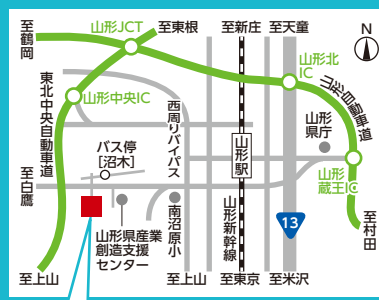 至鶴岡
山形JCT
至東根
至新庄
至天童
N
山形北
IC
山形自動車道
東北中央自動車道
山形中央IC
西周りバイパス
山形駅
山形
県庁
バス停
[沼木]
山形
蔵王IC
至白鷹
山形県産業
創造支援
センター
南沼原小
山形新幹線
13
至村田
至上山
至上山
至東京
至米沢